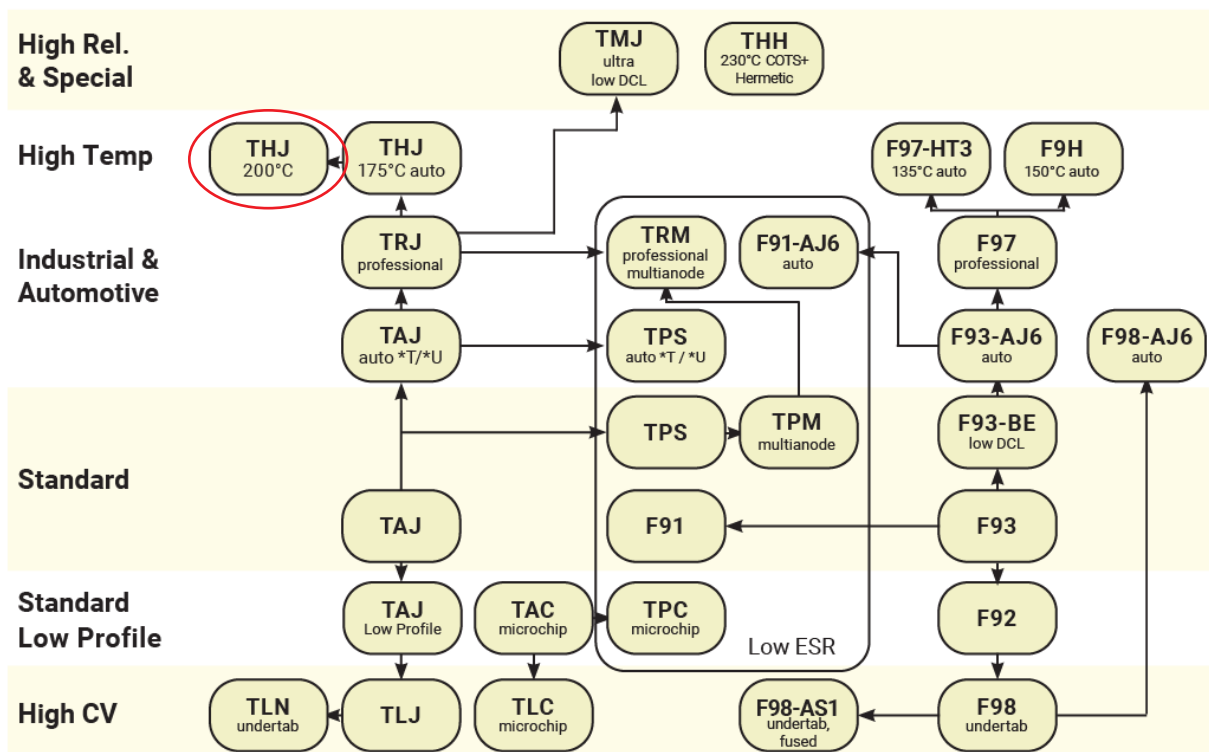 High Rel.
& Special
TMJ
ultra
low DCL
THH
230°C COTS+
Hermetic
High Temp
THJ
200°C
THJ
175°C auto
F97-HT3
135°C auto
F9H
150°C auto
Industrial &
Automotive
TRJ
professional
TRM
professional
multianode
F91-AJ6
auto
F97
professional
TAJ
auto *T/*U
TPS
auto *T / *U
F93-AJ6
auto
F98-AJ6
auto
Standard
TPS
TPM
multianode
F93-BE
low DCL
TAJ
F91
F93
Standard
Low Profile
TAJ
Low Profile
TAC
microchip
TPC
microchip
F92
Low ESR
High CV
TLN
undertab
TLJ
TLC
microchip
F98-AS1
undertab,
fused
F98
undertab